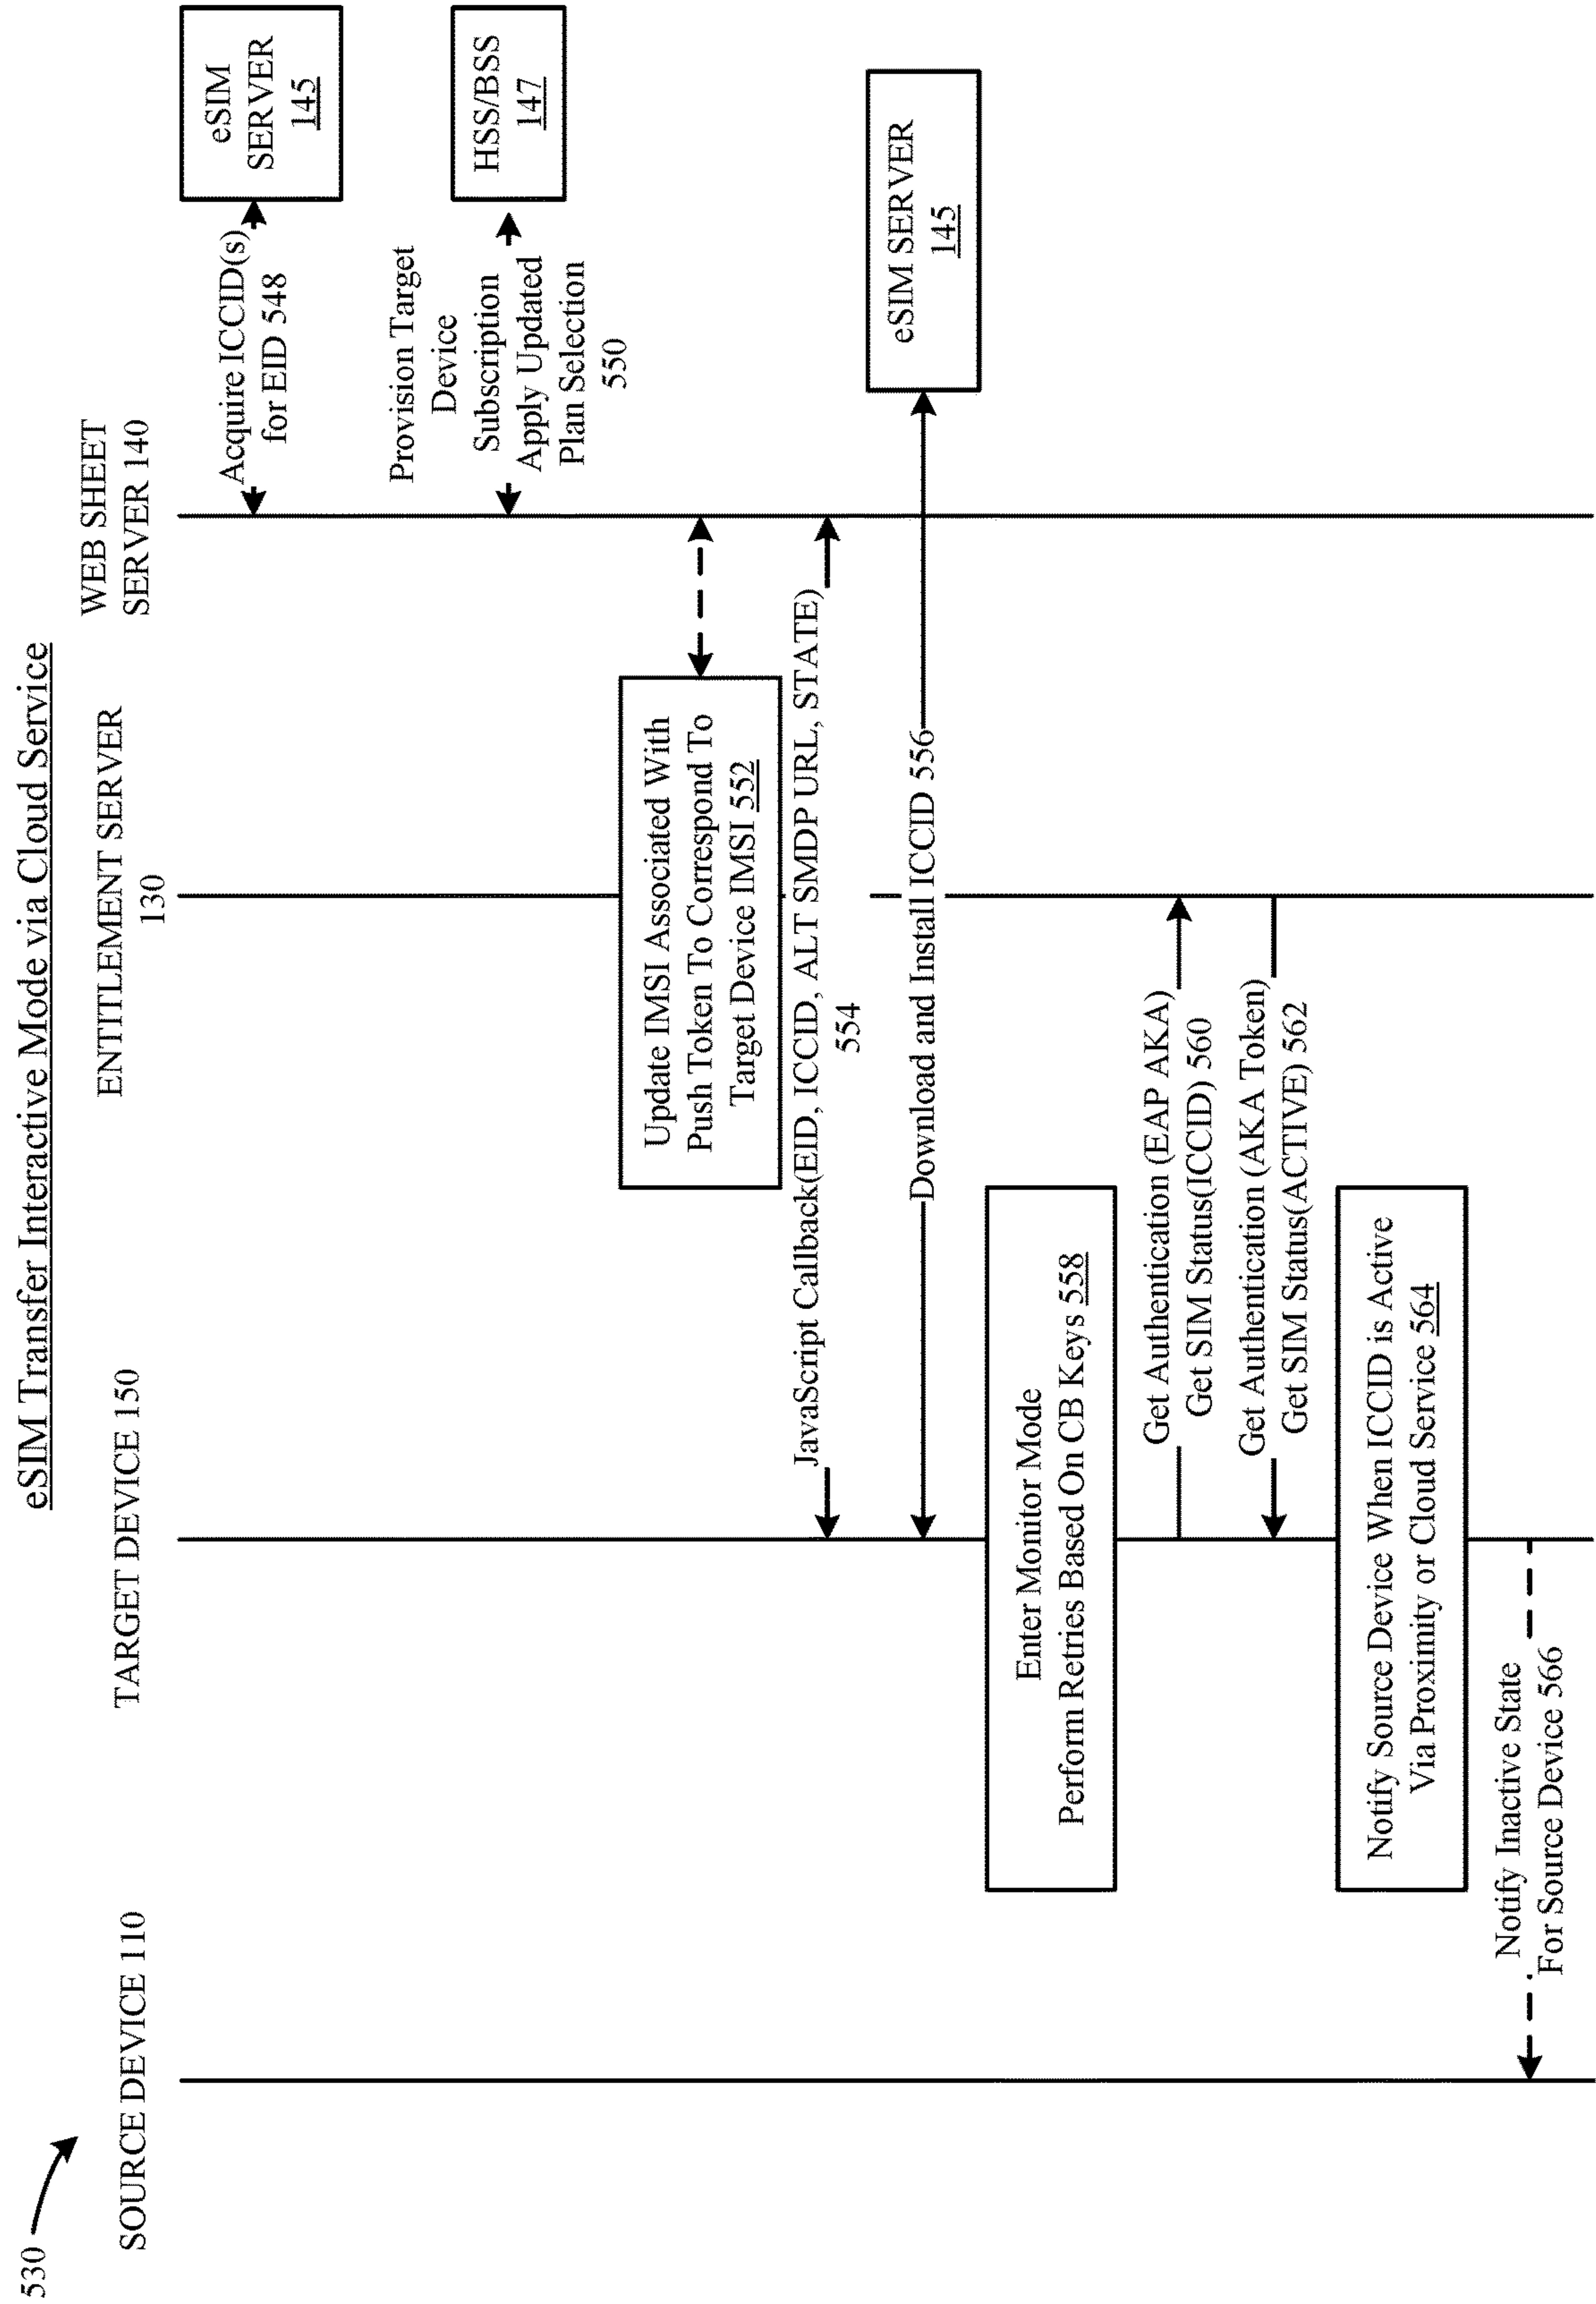 530
eSIM Transfer Interactive Mode via Cloud Service
SOURCE DEVICE 110
TARGET DEVICE 150
ENTITLEMENT SERVER
130
WEB SHEET
SERVER 140
Acquire ICCID(s)
for EID 548
eSIM
SERVER
145
Provision Target
Device
Subscription
Apply Updated
Plan Selection
550
HSS/BSS
147
Update IMSI Associated With
Push Token To Correspond To
Target Device IMSI 552
JavaScript Callback(EID, ICCID, ALT SMDP URL, STATE)
554
Download and Install ICCID 556
eSIM SERVER
145
Enter Monitor Mode
Perform Retries Based On CB Keys 558
Get Authentication (EAP AKA)
Get SIM Status(ICCID) 560
Get Authentication (AKA Token)
Get SIM Status(ACTIVE) 562
Notify Source Device When ICCID is Active
Via Proximity or Cloud Service 564
Notify Inactive State
For Source Device 566